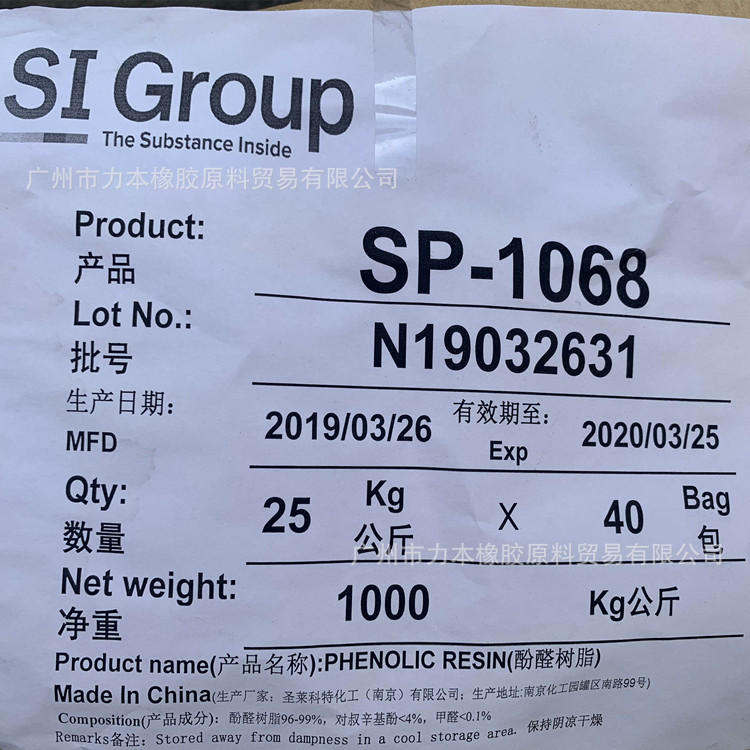 SI Group
The Substance Inside
广州市力本橡胶原料贸易有限公司
Product: SP-1068
产品
Lot No.: N19032631
批号
生产日期: 2019/03/26 有效期至: 2020/03/25
MFD Exp
Qty: 25 Kg X 40 Bag
数量 公斤 包
广州市力本橡胶原料贸易有限公司
Net weight: 1000 Kg公斤
净重
Product name(产品名称):PHENOLIC RESIN(酚醛树脂)
Made In China(生产厂家：圣莱科特化工（南京）有限公司；生产地址:南京化工园罐区南路99号)
Composition(产品成分)：酚醛树脂96-99%，对叔辛基酚<4%，甲醛<0.1%
Remarks备注：Stored away from dampness in a cool storage area. 保持阴凉干燥